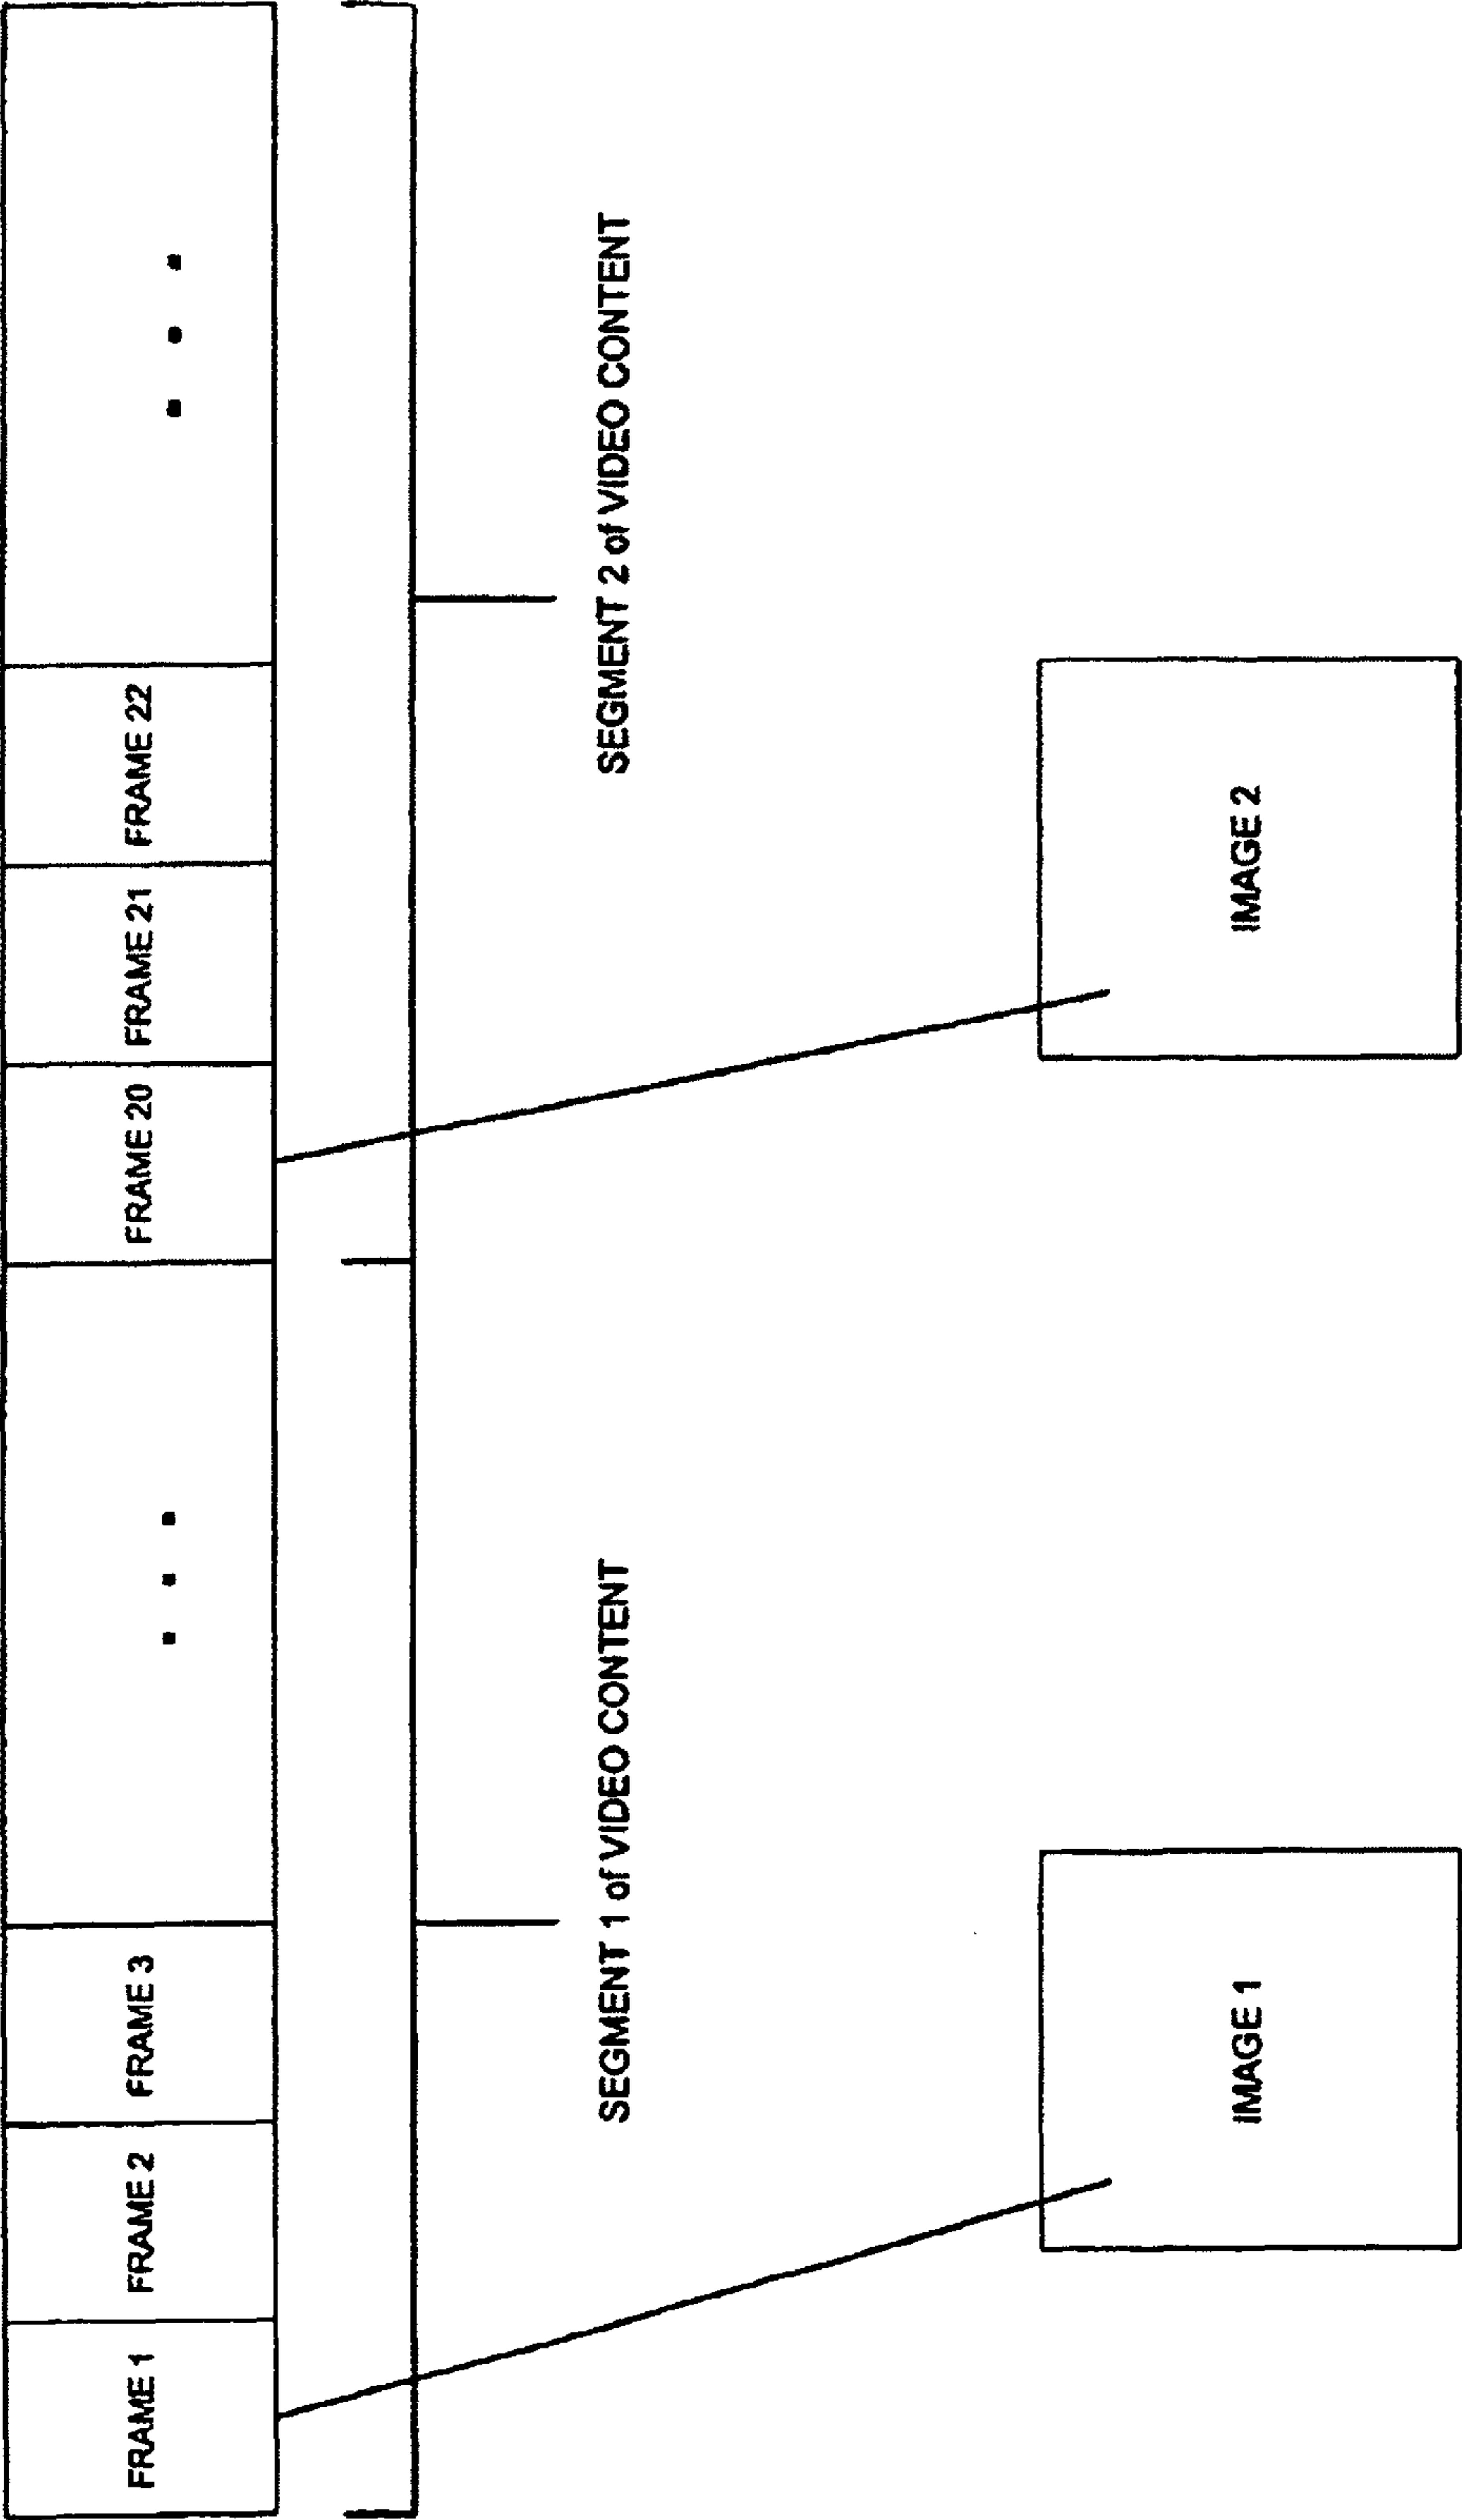 FRAME 1
FRAME 2
FRAME 3
FRAME 20
FRAME 21
FRAME 22
SEGMENT 1 of VIDEO CONTENT
SEGMENT 2 of VIDEO CONTENT
IMAGE 1
IMAGE 2